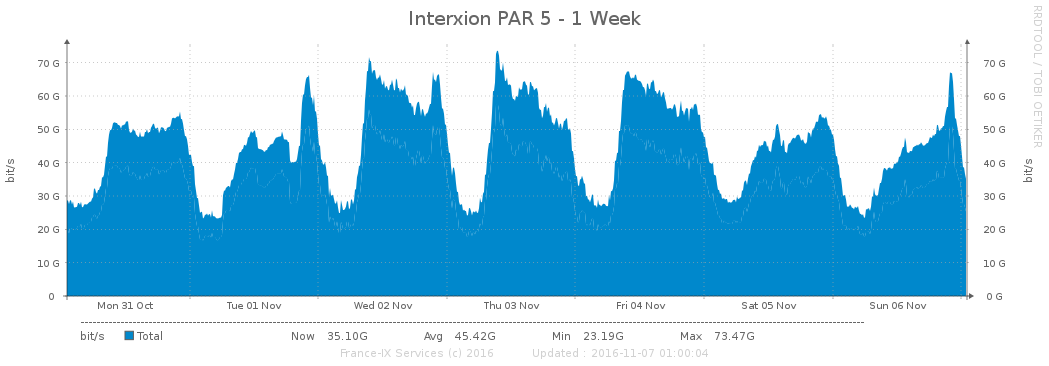 Interxion PAR 5 - 1 Week
RRDTOOL / TOBI OETIKER
70 G 70 G
60 G 60 G
50 G 50 G
40 G 40 G
30 G 30 G
20 G 20 G
10 G 10 G
0 0 G
bit/s bit/s
Mon 31 Oct Tue 01 Nov Wed 02 Nov Thu 03 Nov Fri 04 Nov Sat 05 Nov Sun 06 Nov
bit/s Total Now 35.10G Avg 45.42G Min 23.19G Max 73.47G
France-IX Services (c) 2016 Updated : 2016-11-07 01:00:04